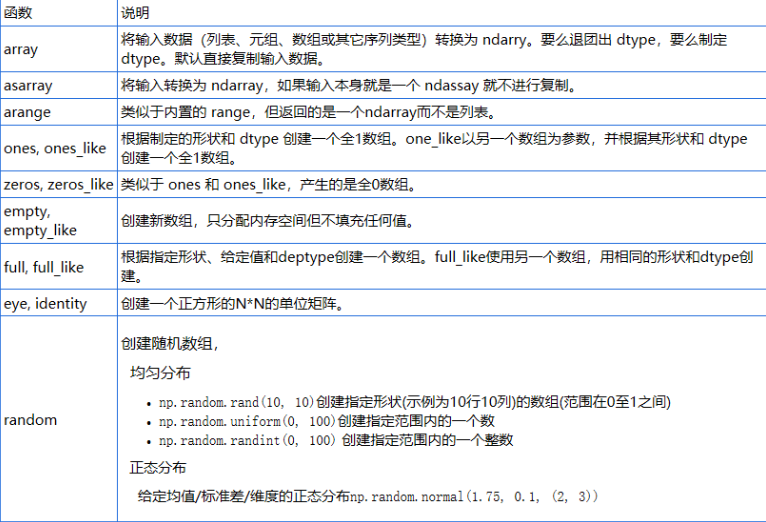 函数 说明
array 将输入数据（列表、元组、数组或其它序列类型）转换为 ndarry。要么退团出 dtype，要么制定
dtype。默认直接复制输入数据。
asarray 将输入转换为 ndarray，如果输入本身就是一个 ndassay 就不进行复制。
arange 类似于内置的 range，但返回的是一个ndarray而不是列表。
ones, ones_like 根据制定的形状和 dtype 创建一个全1数组。one_like以另一个数组为参数，并根据其形状和 dtype
创建一个全1数组。
zeros, zeros_like 类似于 ones 和 ones_like，产生的是全0数组。
empty,
empty_like 创建新数组，只分配内存空间但不填充任何值。
full, full_like 根据指定形状、给定值和deptype创建一个数组。full_like使用另一个数组，用相同的形状和dtype创
建。
eye, identity 创建一个正方形的N*N的单位矩阵。
random 创建随机数组，
均匀分布
• np.random.rand(10, 10)创建指定形状(示例为10行10列)的数组(范围在0至1之间)
• np.random.uniform(0, 100)创建指定范围内的一个数
• np.random.randint(0, 100) 创建指定范围内的一个整数
正态分布
给定均值/标准差/维度的正态分布np.random.normal(1.75, 0.1, (2, 3))